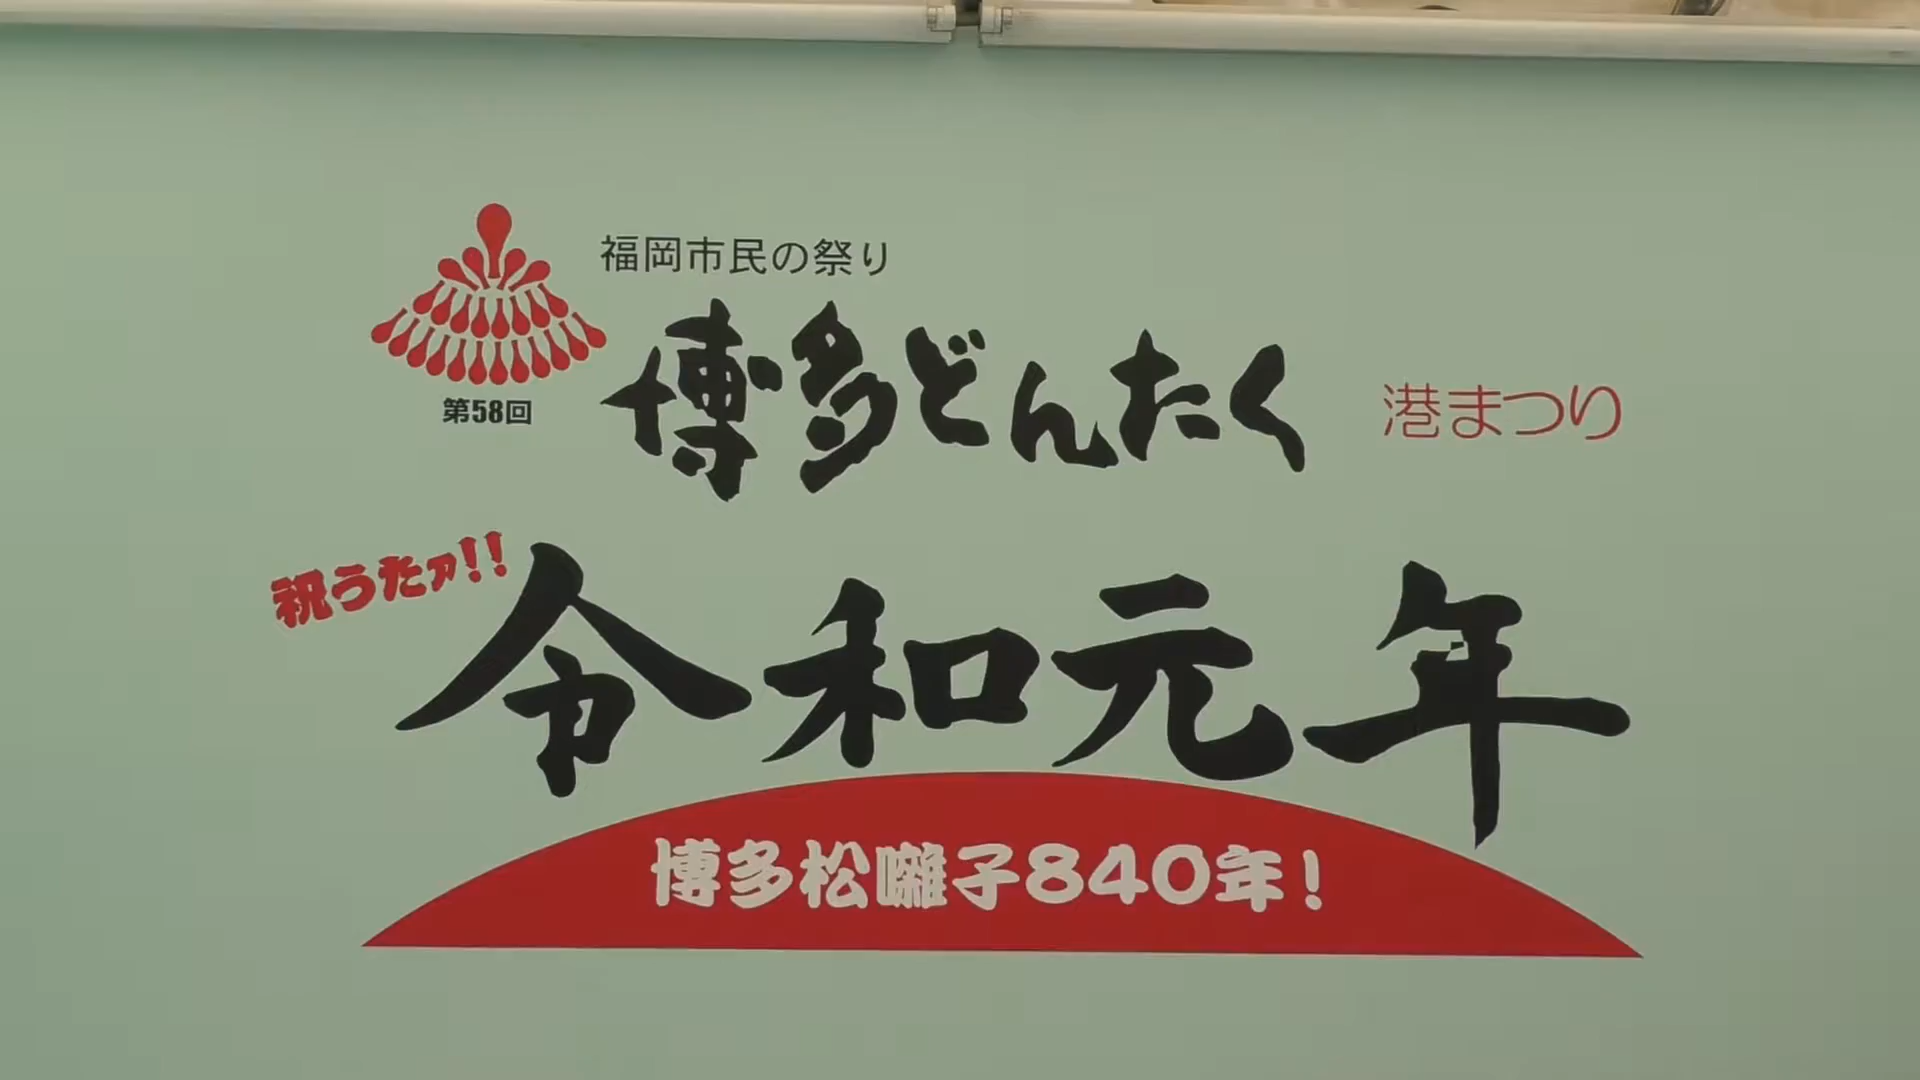 福岡市民の祭り
第58回
博多どんたく 港まつり
祝うたァ!!
令和元年
博多松囃子840年!